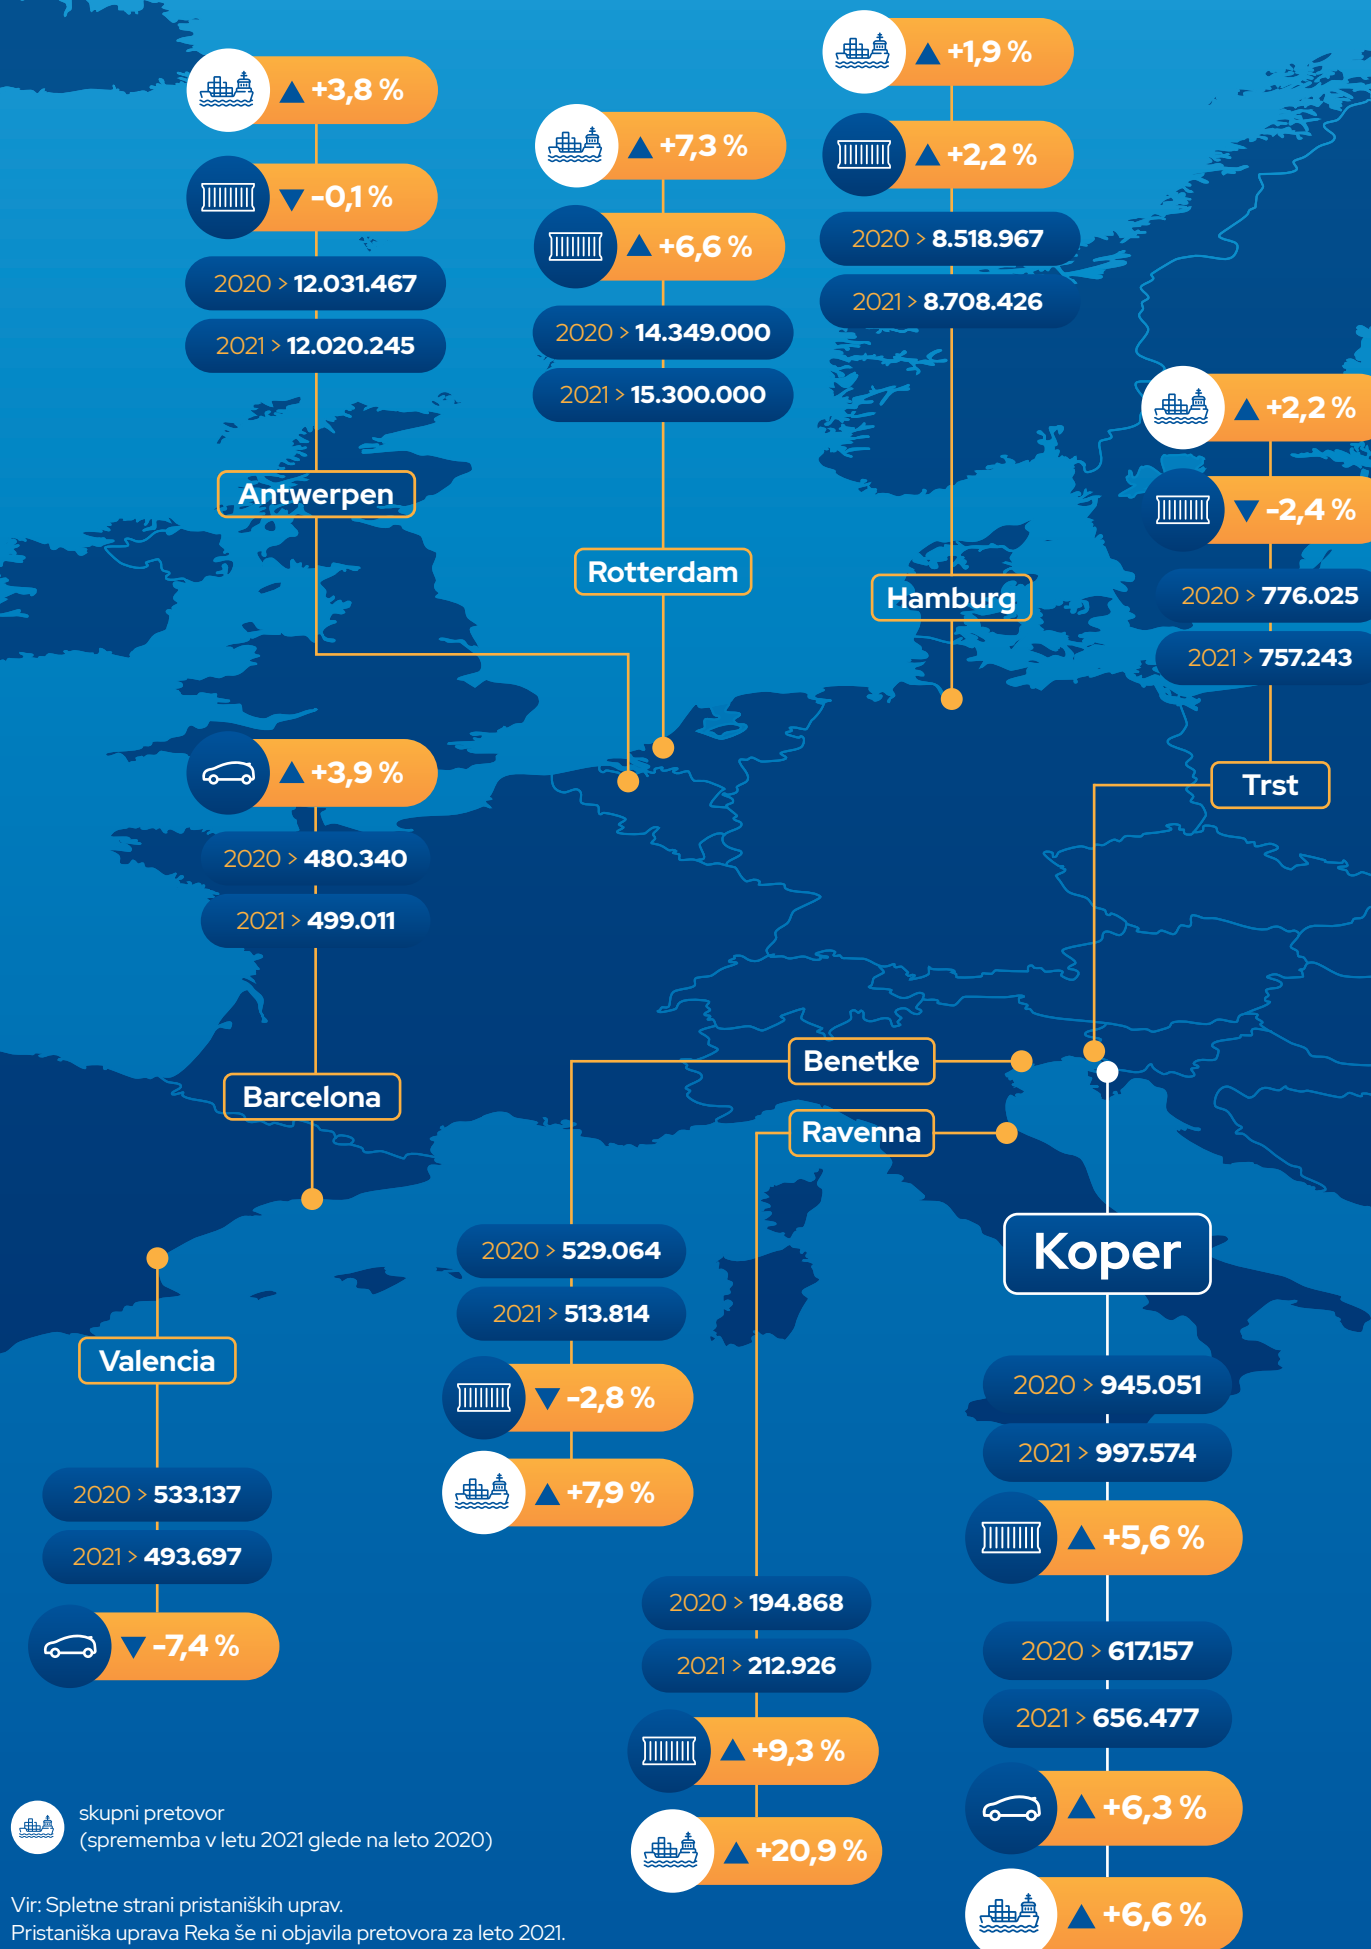 +3,8 %
-0,1 %
2020 > 12.031.467
2021 > 12.020.245
Antwerpen
+7,3 %
+6,6 %
2020 > 14.349.000
2021 > 15.300.000
Rotterdam
+1,9 %
+2,2 %
2020 > 8.518.967
2021 > 8.708.426
Hamburg
+2,2 %
-2,4 %
2020 > 776.025
2021 > 757.243
Trst
+3,9 %
2020 > 480.340
2021 > 499.011
Barcelona
Benetke
2020 > 529.064
2021 > 513.814
-2,8 %
+7,9 %
Ravenna
2020 > 194.868
2021 > 212.926
+9,3 %
+20,9 %
Koper
2020 > 945.051
2021 > 997.574
+5,6 %
2020 > 617.157
2021 > 656.477
+6,3 %
+6,6 %
Valencia
2020 > 533.137
2021 > 493.697
-7,4 %
skupni pretovor
(sprememba v letu 2021 glede na leto 2020)
Vir: Spletne strani pristaniških uprav.
Pristaniška uprava Reka še ni objavila pretovora za leto 2021.